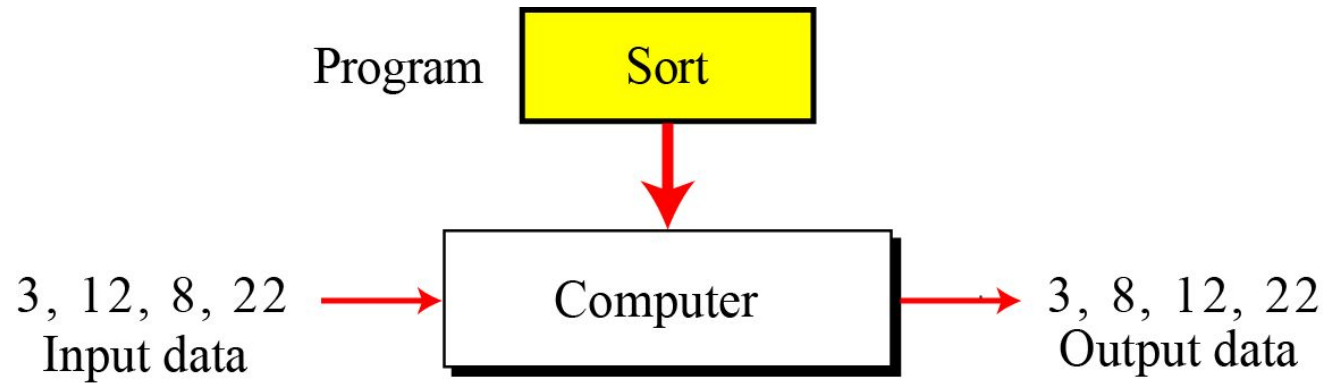 Program
Sort
3, 12, 8, 22
Input data
Computer
3, 8, 12, 22
Output data